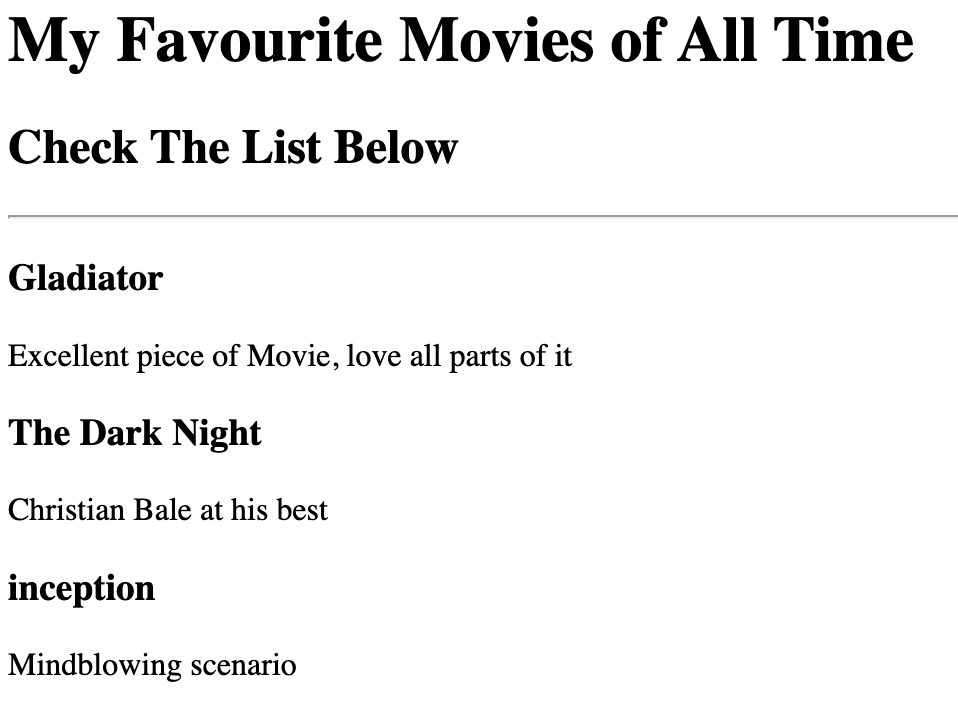 My Favourite Movies of All Time
Check The List Below
Gladiator
Excellent piece of Movie, love all parts of it
The Dark Night
Christian Bale at his best
inception
Mindblowing scenario